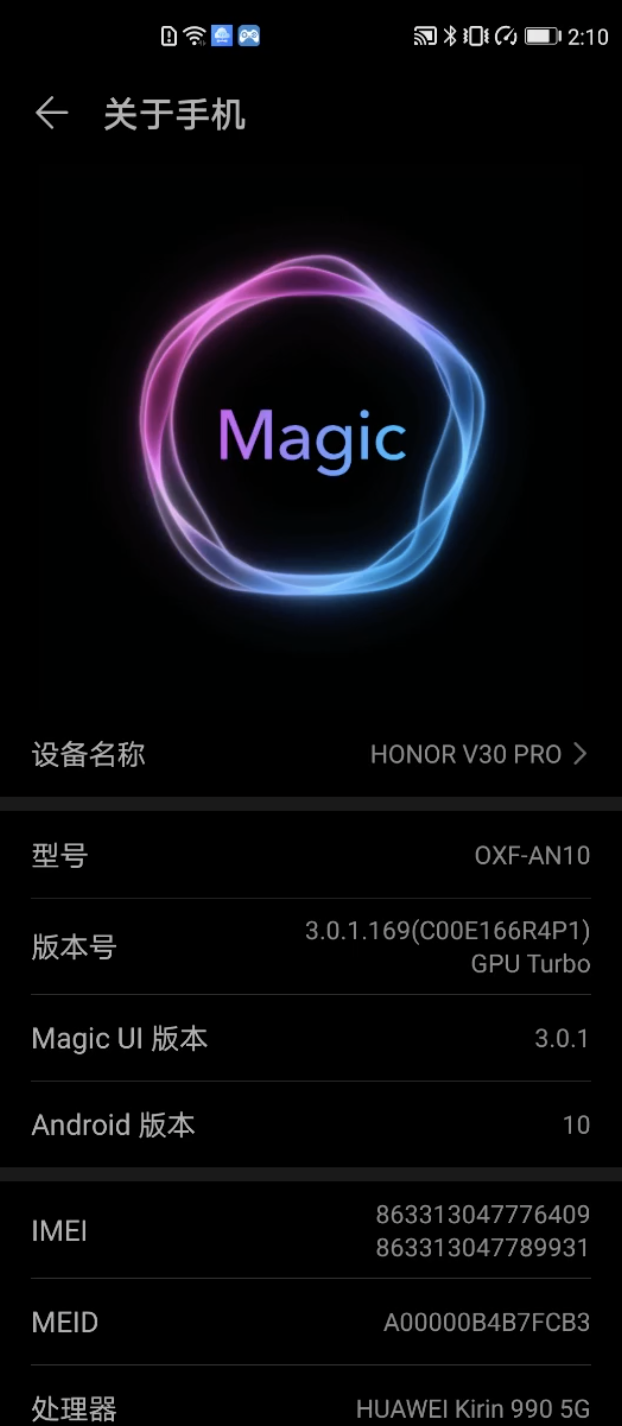 2:10
关于手机
Magic
设备名称 HONOR V30 PRO
型号 OXF-AN10
版本号 3.0.1.169(C00E166R4P1)
GPU Turbo
Magic UI 版本 3.0.1
Android 版本 10
IMEI 863313047776409
863313047789931
MEID A00000B4B7FCB3
处理器 HUAWEI Kirin 990 5G